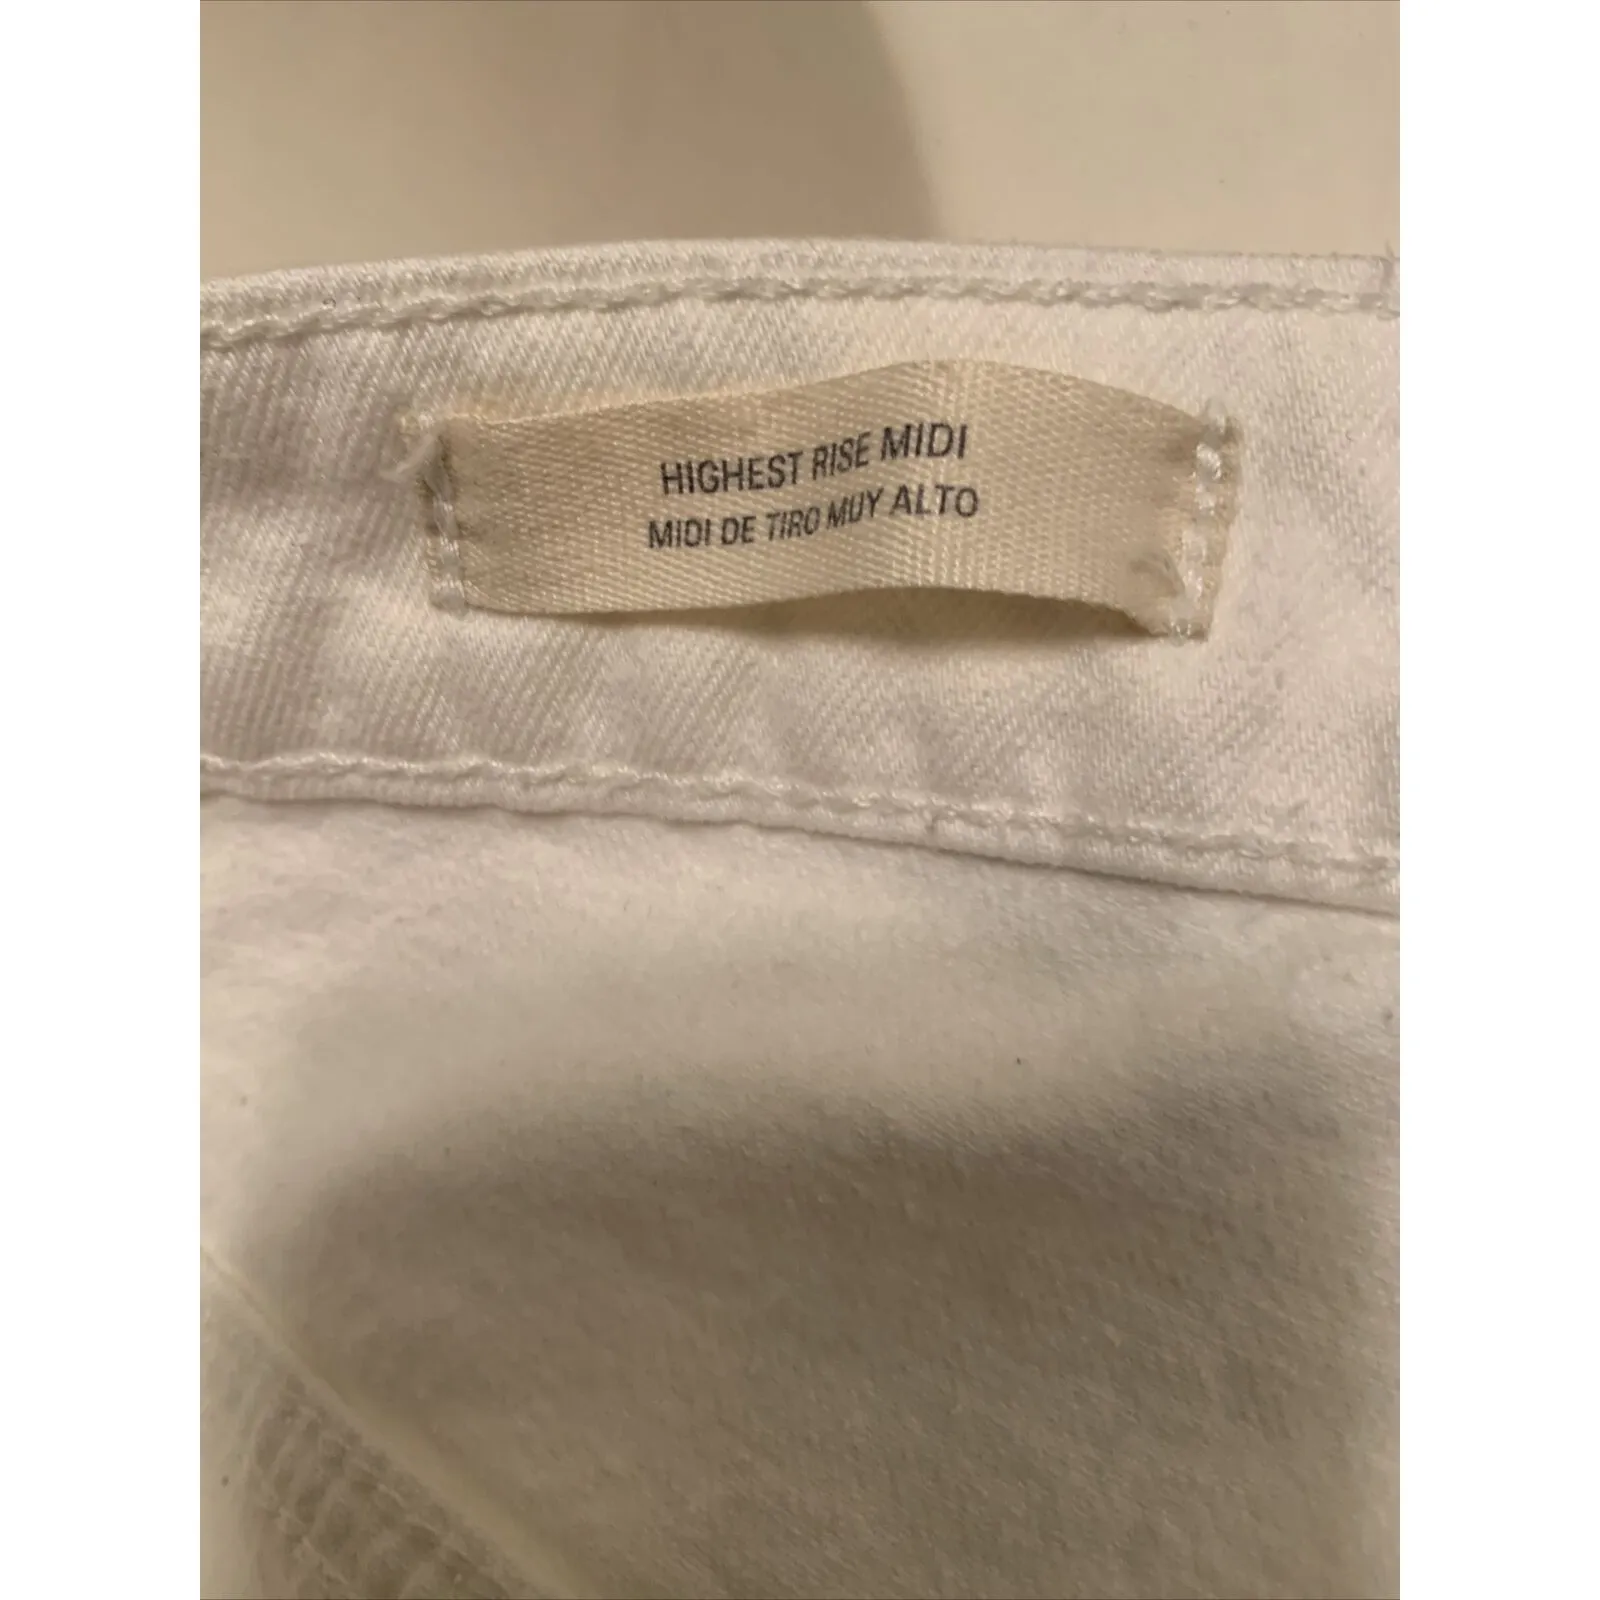 HIGHEST RISE MIDI
MIDI DE TIRO MUY ALTO